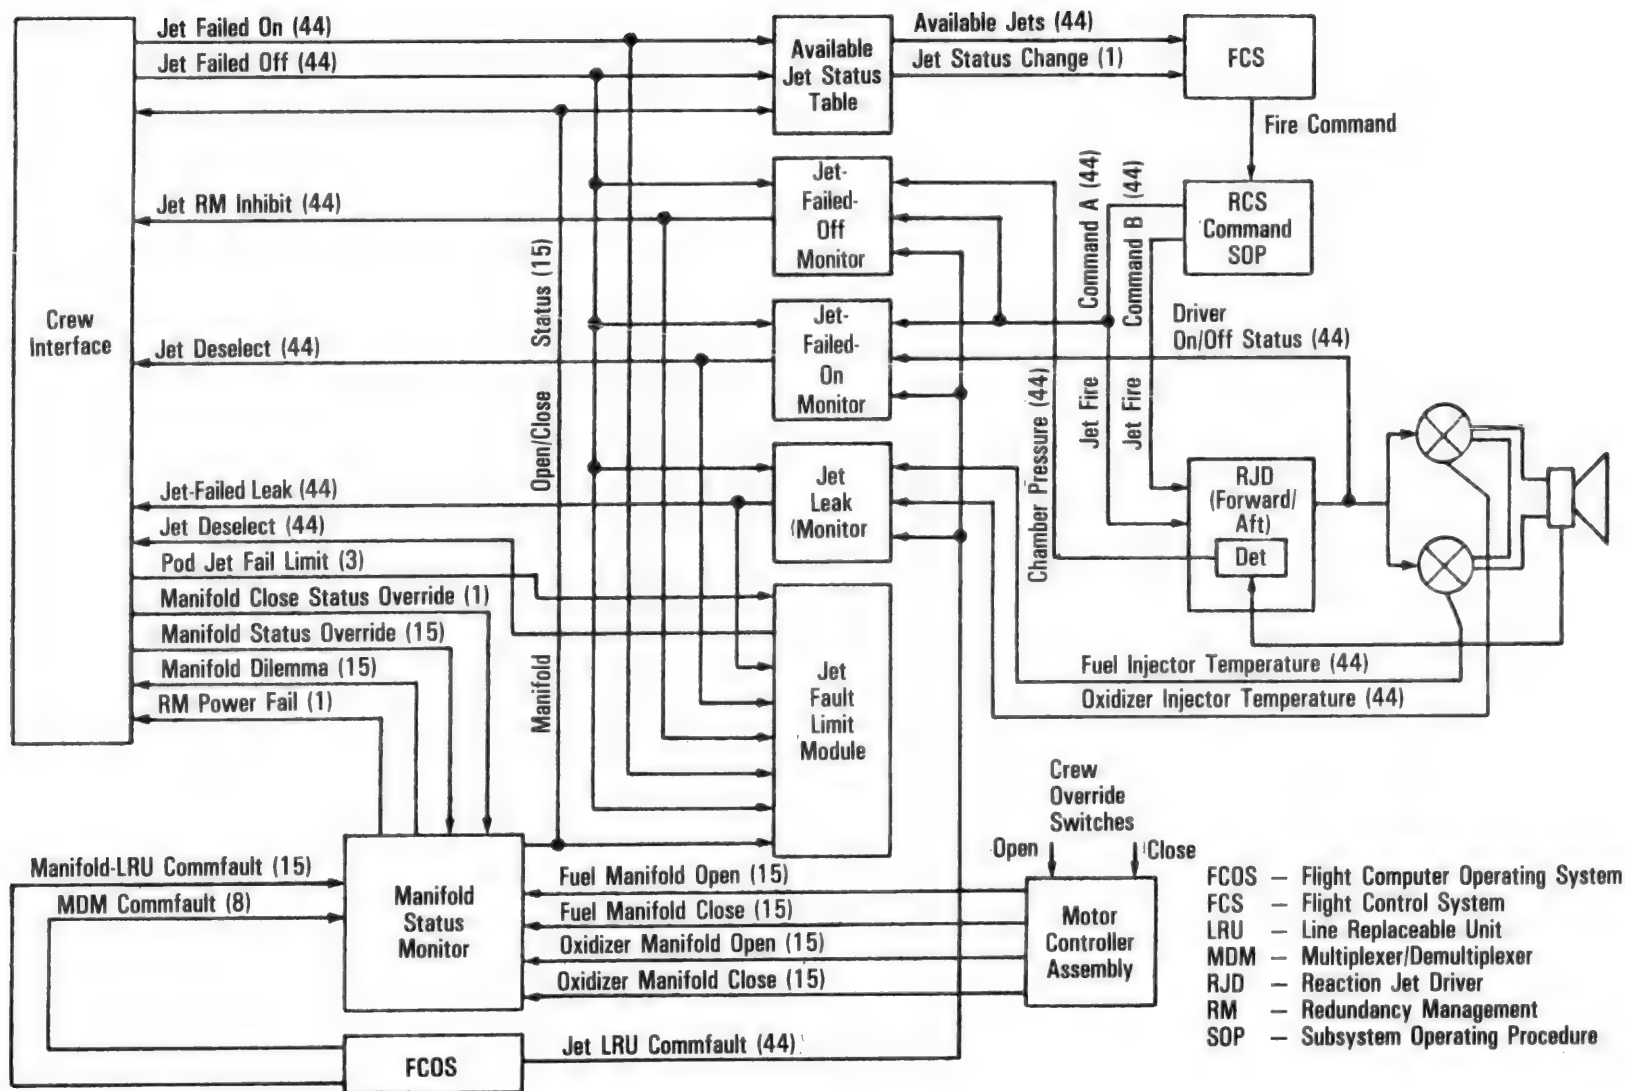 Jet Failed On (44)
Jet Failed Off (44)
Available
Jet Status
Table
Available Jets (44)
Jet Status Change (1)
FCS
Fire Command
Jet RM Inhibit (44)
Jet-
Failed-
Off
Monitor
RCS
Command
SOP
Command A (44)
Command B (44)
Jet Fire
Jet Fire
Crew
Interface
Manifold Open/Close Status (15)
Jet Deselect (44)
Jet-
Failed-
On
Monitor
Driver
On/Off Status (44)
Chamber Pressure (44)
Jet-Failed Leak (44)
Jet
Leak
Monitor
RJD
(Forward/
Aft)
Det
Jet Deselect (44)
Pod Jet Fail Limit (3)
Manifold Close Status Override (1)
Manifold Status Override (15)
Manifold Dilemma (15)
RM Power Fail (1)
Jet
Fault
Limit
Module
Fuel Injector Temperature (44)
Oxidizer Injector Temperature (44)
Crew
Override
Switches
Open
Close
Manifold-LRU Commfault (15)
MDM Commfault (8)
Manifold
Status
Monitor
Fuel Manifold Open (15)
Fuel Manifold Close (15)
Oxidizer Manifold Open (15)
Oxidizer Manifold Close (15)
Motor
Controller
Assembly
FCOS
Jet LRU Commfault (44)
FCOS — Flight Computer Operating System
FCS — Flight Control System
LRU — Line Replaceable Unit
MDM — Multiplexer/Demultiplexer
RJD — Reaction Jet Driver
RM — Redundancy Management
SOP — Subsystem Operating Procedure